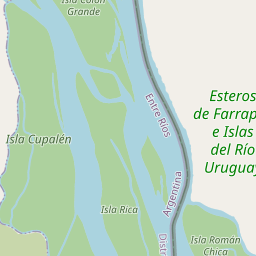 Isla Colón
Grande
Entre Ríos
Esteros
de Farrap
e Islas
del Río
Uruguay
Isla Cupalén
Argentina
Isla Rica
Distr
Isla Román
Chica